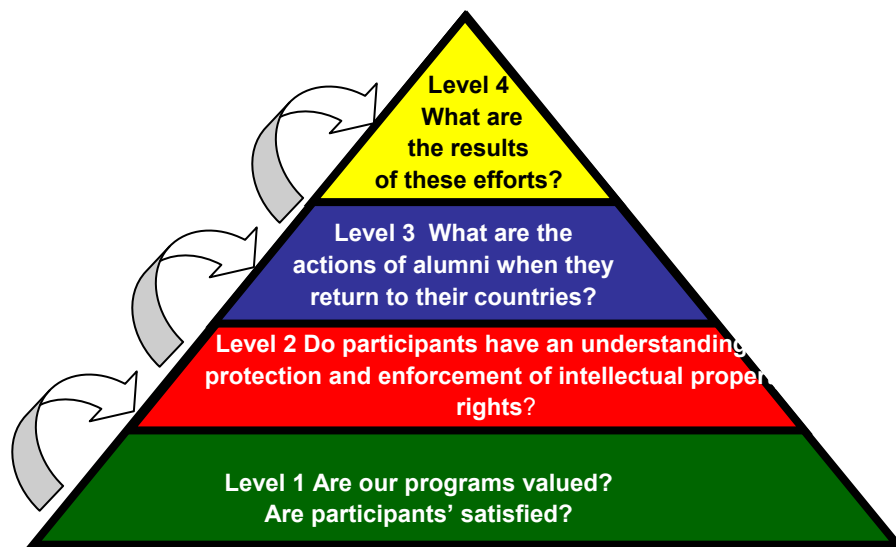 Level 4
What are
the results
of these efforts?
Level 3 What are the
actions of alumni when they
return to their countries?
Level 2 Do participants have an understanding
protection and enforcement of intellectual proper
rights?
Level 1 Are our programs valued?
Are participants’ satisfied?